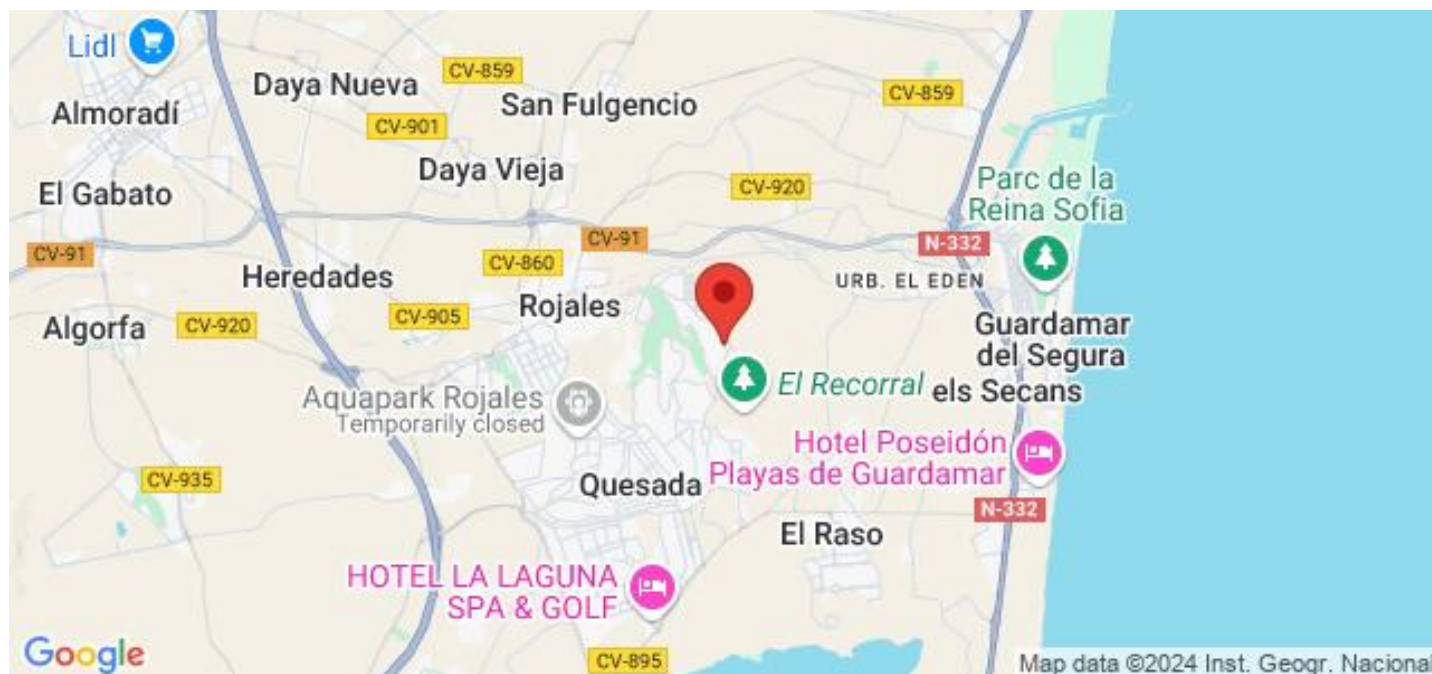 Lidl
Daya Nueva
CV-859
San Fulgencio
CV-859
Almoradí
CV-901
Daya Vieja
CV-920
Parc de la
Reina Sofia
El Gabato
CV-91
CV-91
N-332
Heredades
CV-860
URB. EL EDEN
Rojales
Algorfa
CV-920
CV-905
Guardamar
del Segura
El Recorral
els Secans
Aquapark Rojales
Temporarily closed
Hotel Poseidón
Playas de Guardamar
CV-935
Quesada
N-332
El Raso
HOTEL LA LAGUNA
SPA & GOLF
Google
CV-895
Map data ©2024 Inst. Geogr. Nacional